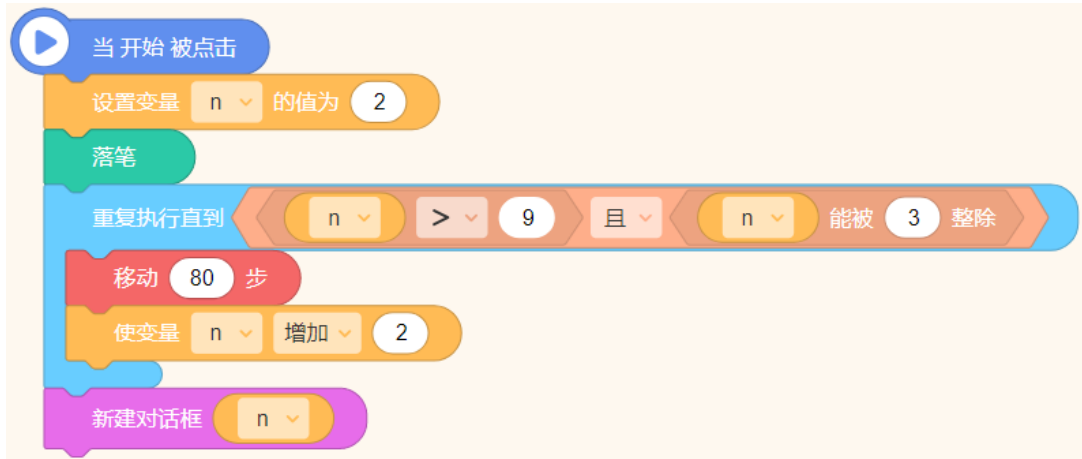 当 开始 被点击
设置变量 n 的值为 2
落笔
重复执行直到 n > 9 且 n 能被 3 整除
移动 80 步
使变量 n 增加 2
新建对话框 n